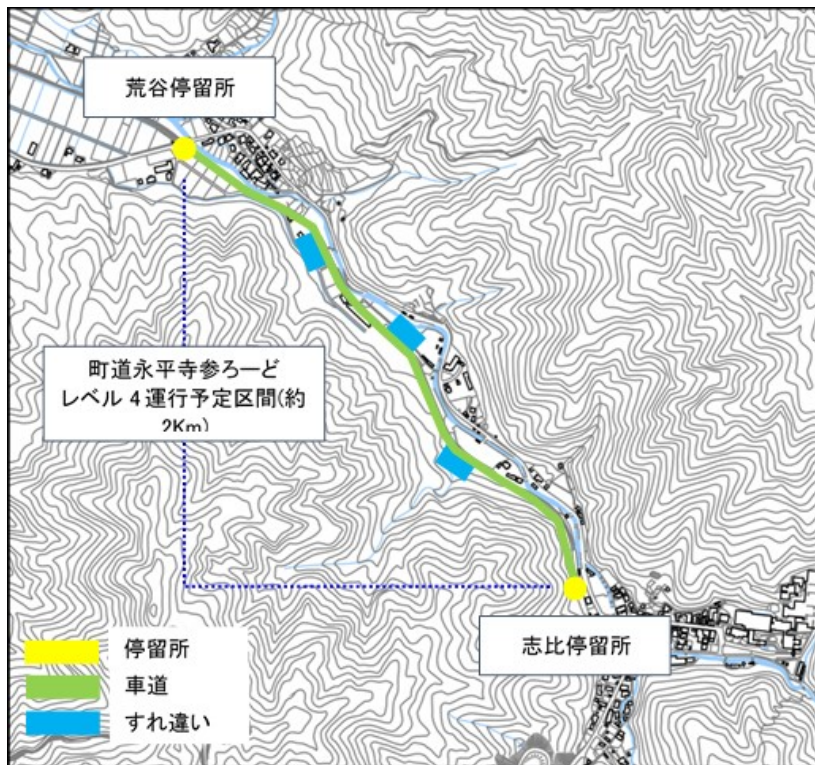 荒谷停留所
町道永平寺参ろーど
レベル4運行予定区間(約
2Km)
志比停留所
停留所
車道
すれ違い